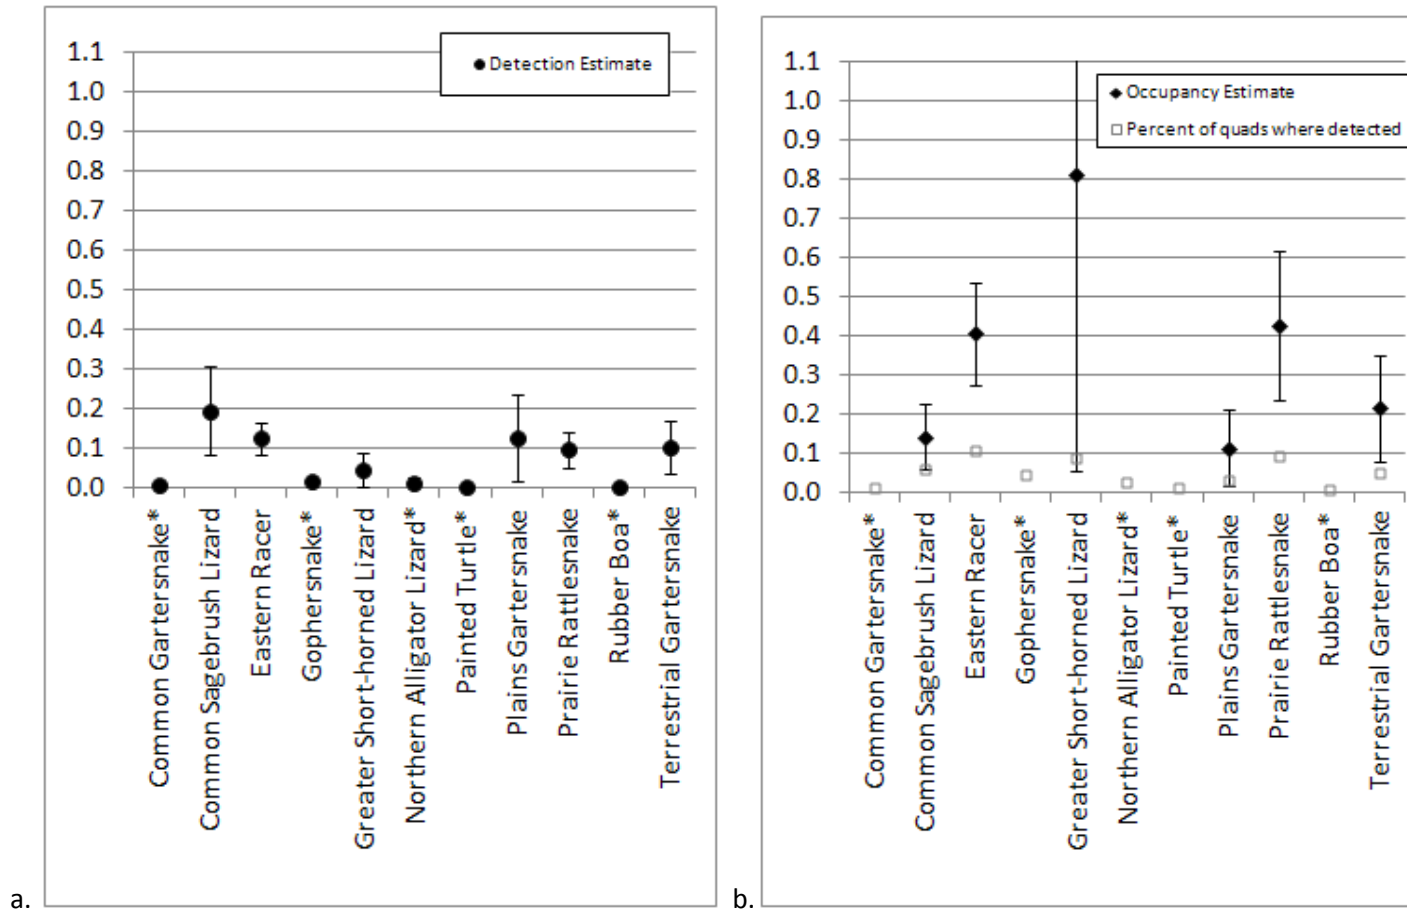 Detection Estimate
1.1
1.0
0.9
0.8
0.7
0.6
0.5
0.4
0.3
0.2
0.1
0.0
Common Gartersnake*
Common Sagebrush Lizard
Eastern Racer
Gophersnake*
Greater Short-horned Lizard
Northern Alligator Lizard*
Painted Turtle*
Plains Gartersnake
Prairie Rattlesnake
Rubber Boa*
Terrestrial Gartersnake
a.
Occupancy Estimate
Percent of quads where detected
1.1
1.0
0.9
0.8
0.7
0.6
0.5
0.4
0.3
0.2
0.1
0.0
Common Gartersnake*
Common Sagebrush Lizard
Eastern Racer
Gophersnake*
Greater Short-horned Lizard
Northern Alligator Lizard*
Painted Turtle*
Plains Gartersnake
Prairie Rattlesnake
Rubber Boa*
Terrestrial Gartersnake
b.